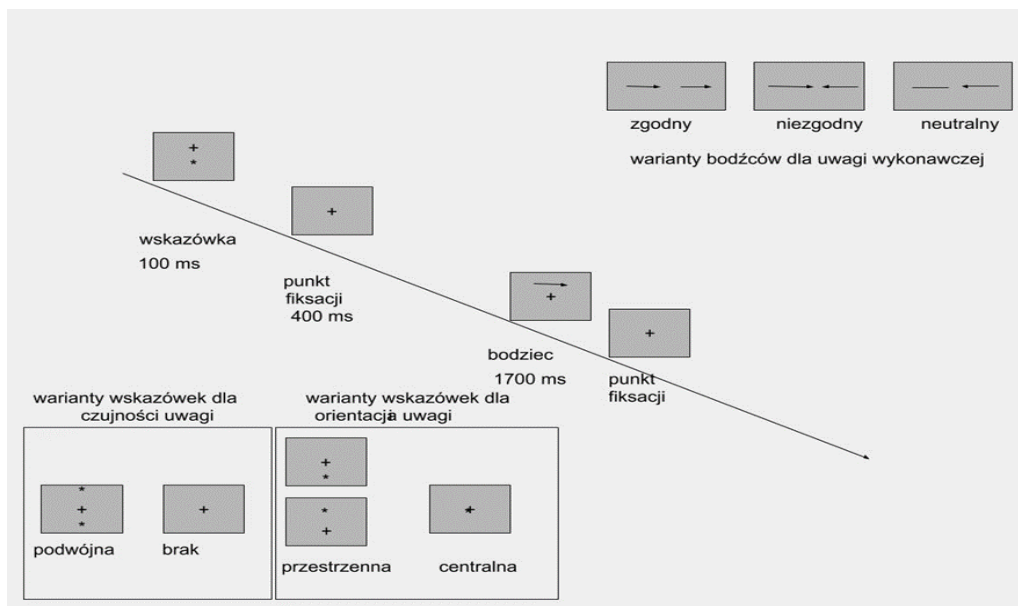 zgodny
niezgodny
neutralny
warianty bodźców dla uwagi wykonawczej
wskazówka
100 ms
punkt
fiksacji
400 ms
bodziec
1700 ms
punkt
fiksacji
warianty wskazówek dla
czujności uwagi
podwójna
brak
warianty wskazówek dla
orientacji uwagi
przestrzenna
centralna